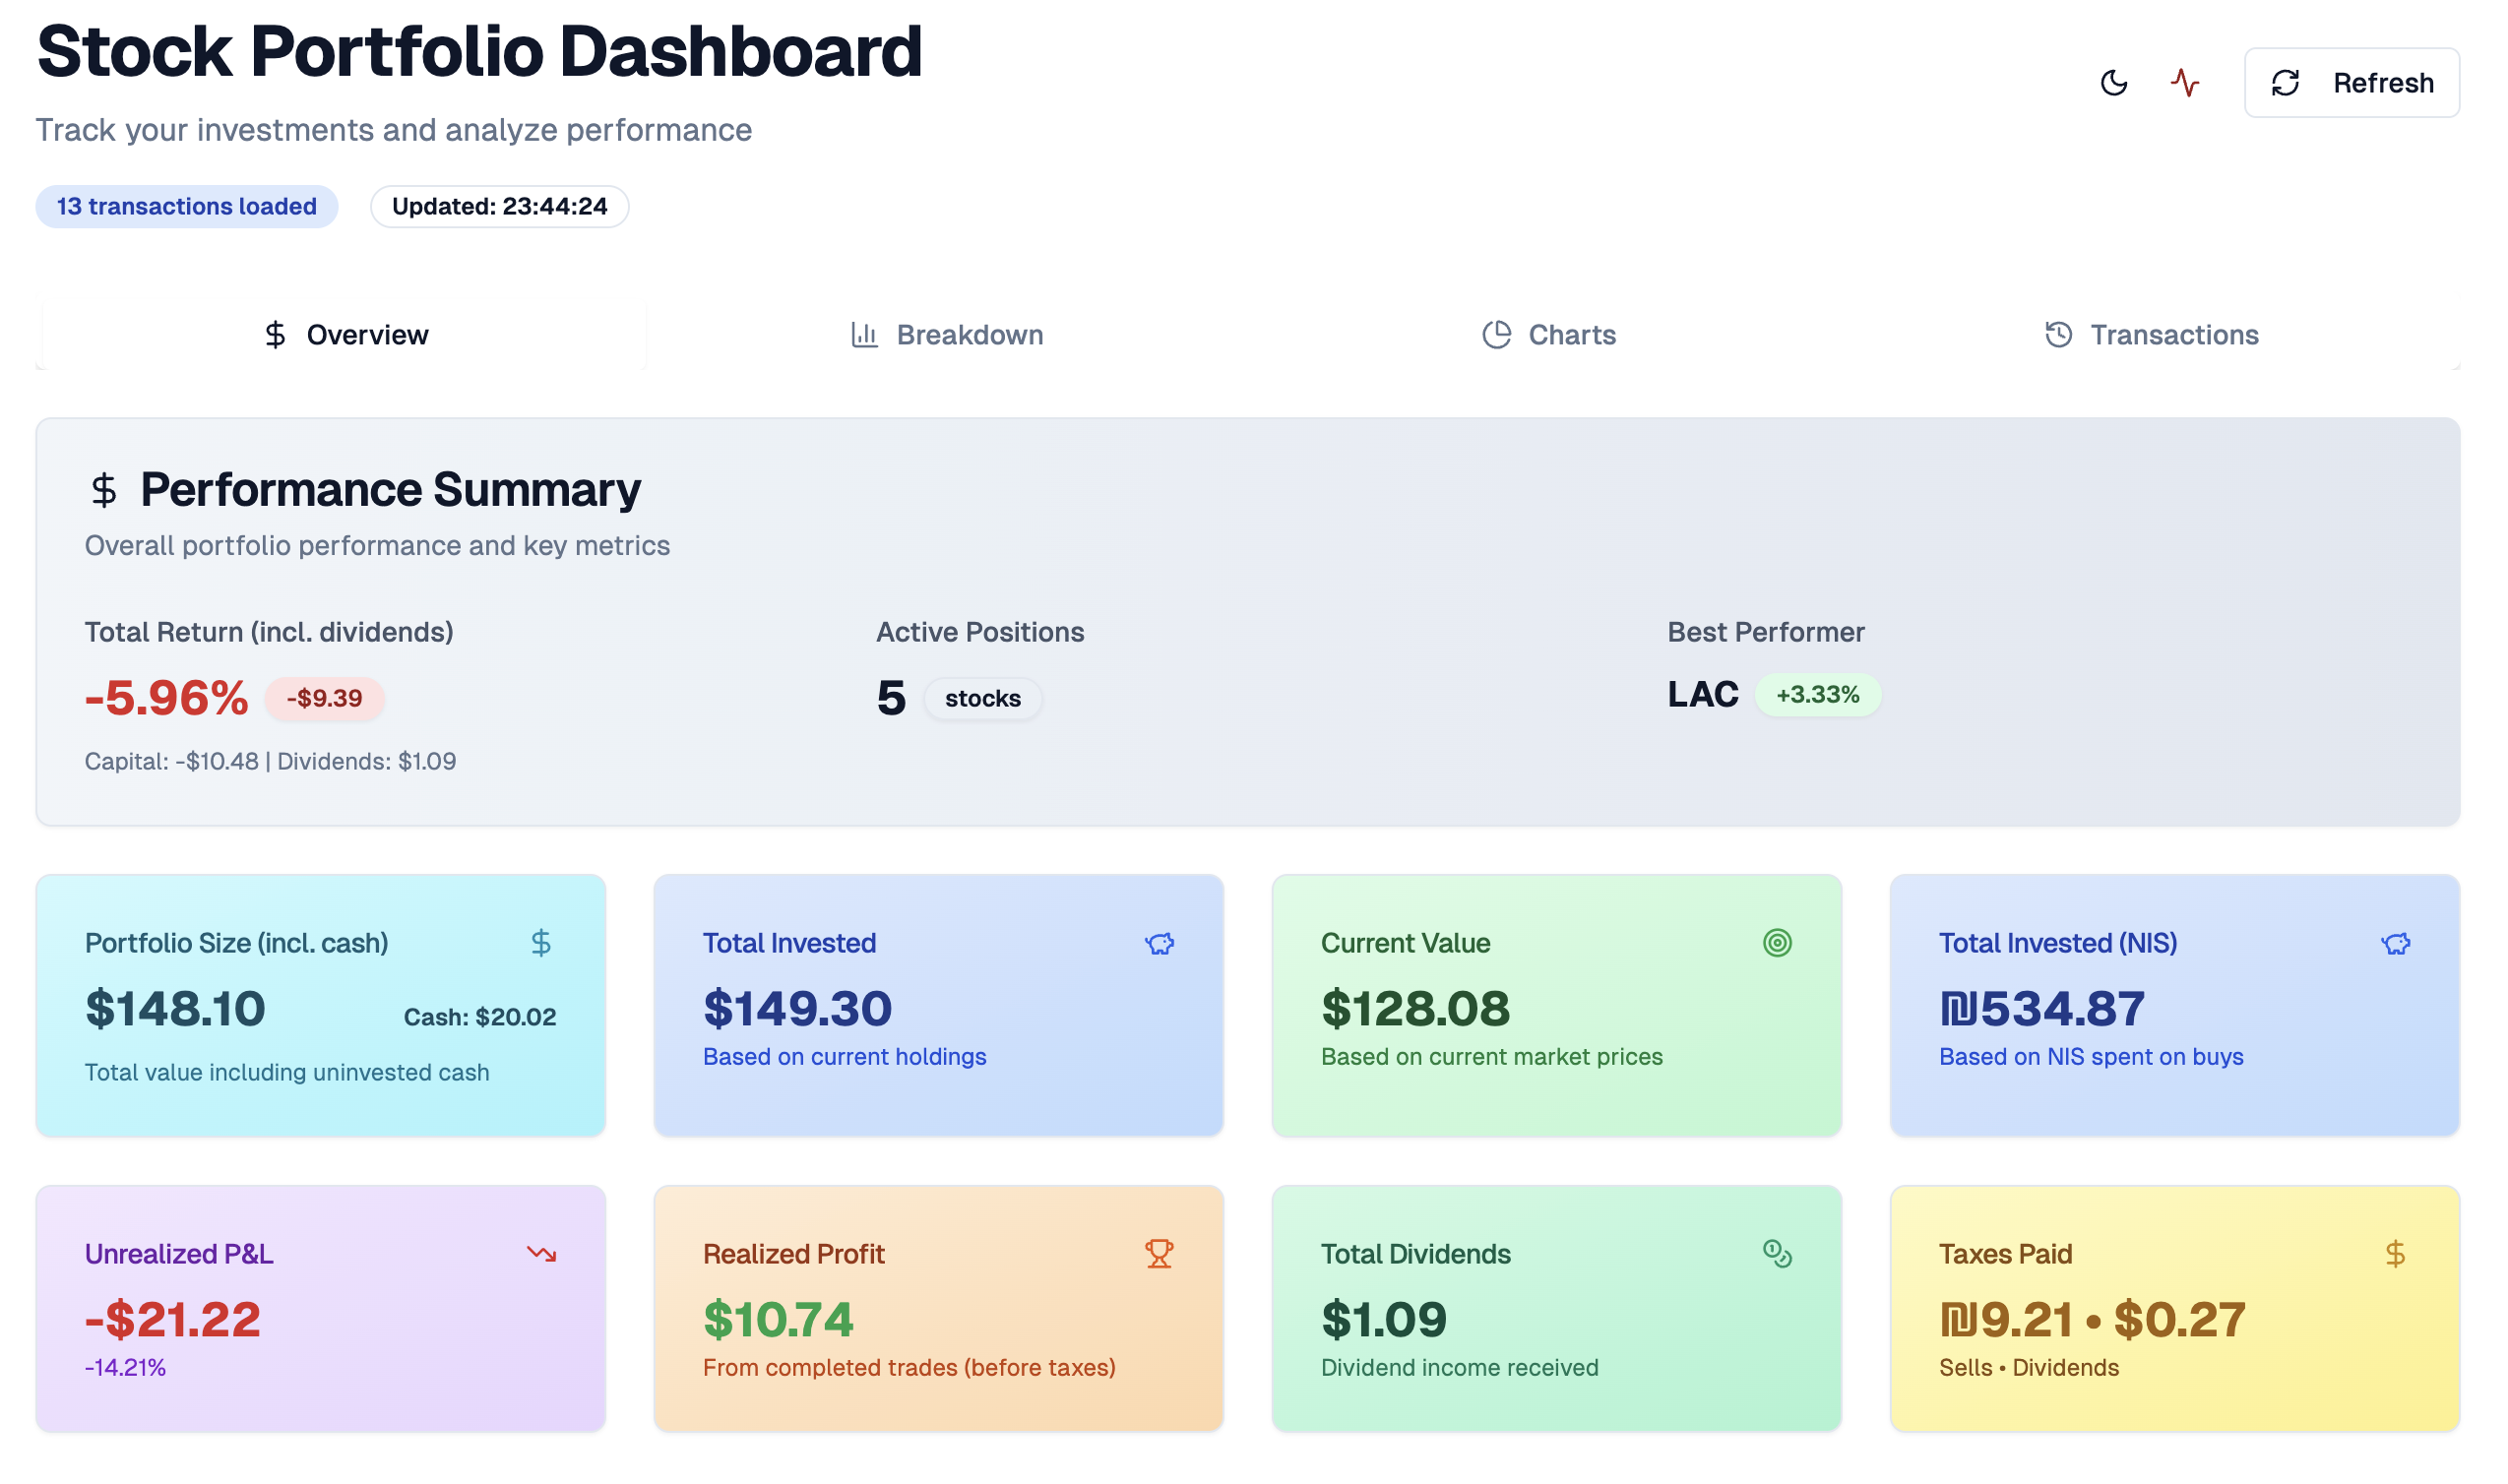 Stock Portfolio Dashboard
Track your investments and analyze performance
Refresh
13 transactions loaded
Updated: 23:44:24
Overview
Breakdown
Charts
Transactions
Performance Summary
Overall portfolio performance and key metrics
Total Return (incl. dividends)
-5.96% -$9.39
Capital: -$10.48 | Dividends: $1.09
Active Positions
5 stocks
Best Performer
LAC +3.33%
Portfolio Size (incl. cash)
$148.10 Cash: $20.02
Total value including uninvested cash
Total Invested
$149.30
Based on current holdings
Current Value
$128.08
Based on current market prices
Total Invested (NIS)
₪534.87
Based on NIS spent on buys
Unrealized P&L
-$21.22
-14.21%
Realized Profit
$10.74
From completed trades (before taxes)
Total Dividends
$1.09
Dividend income received
Taxes Paid
₪9.21 • $0.27
Sells • Dividends